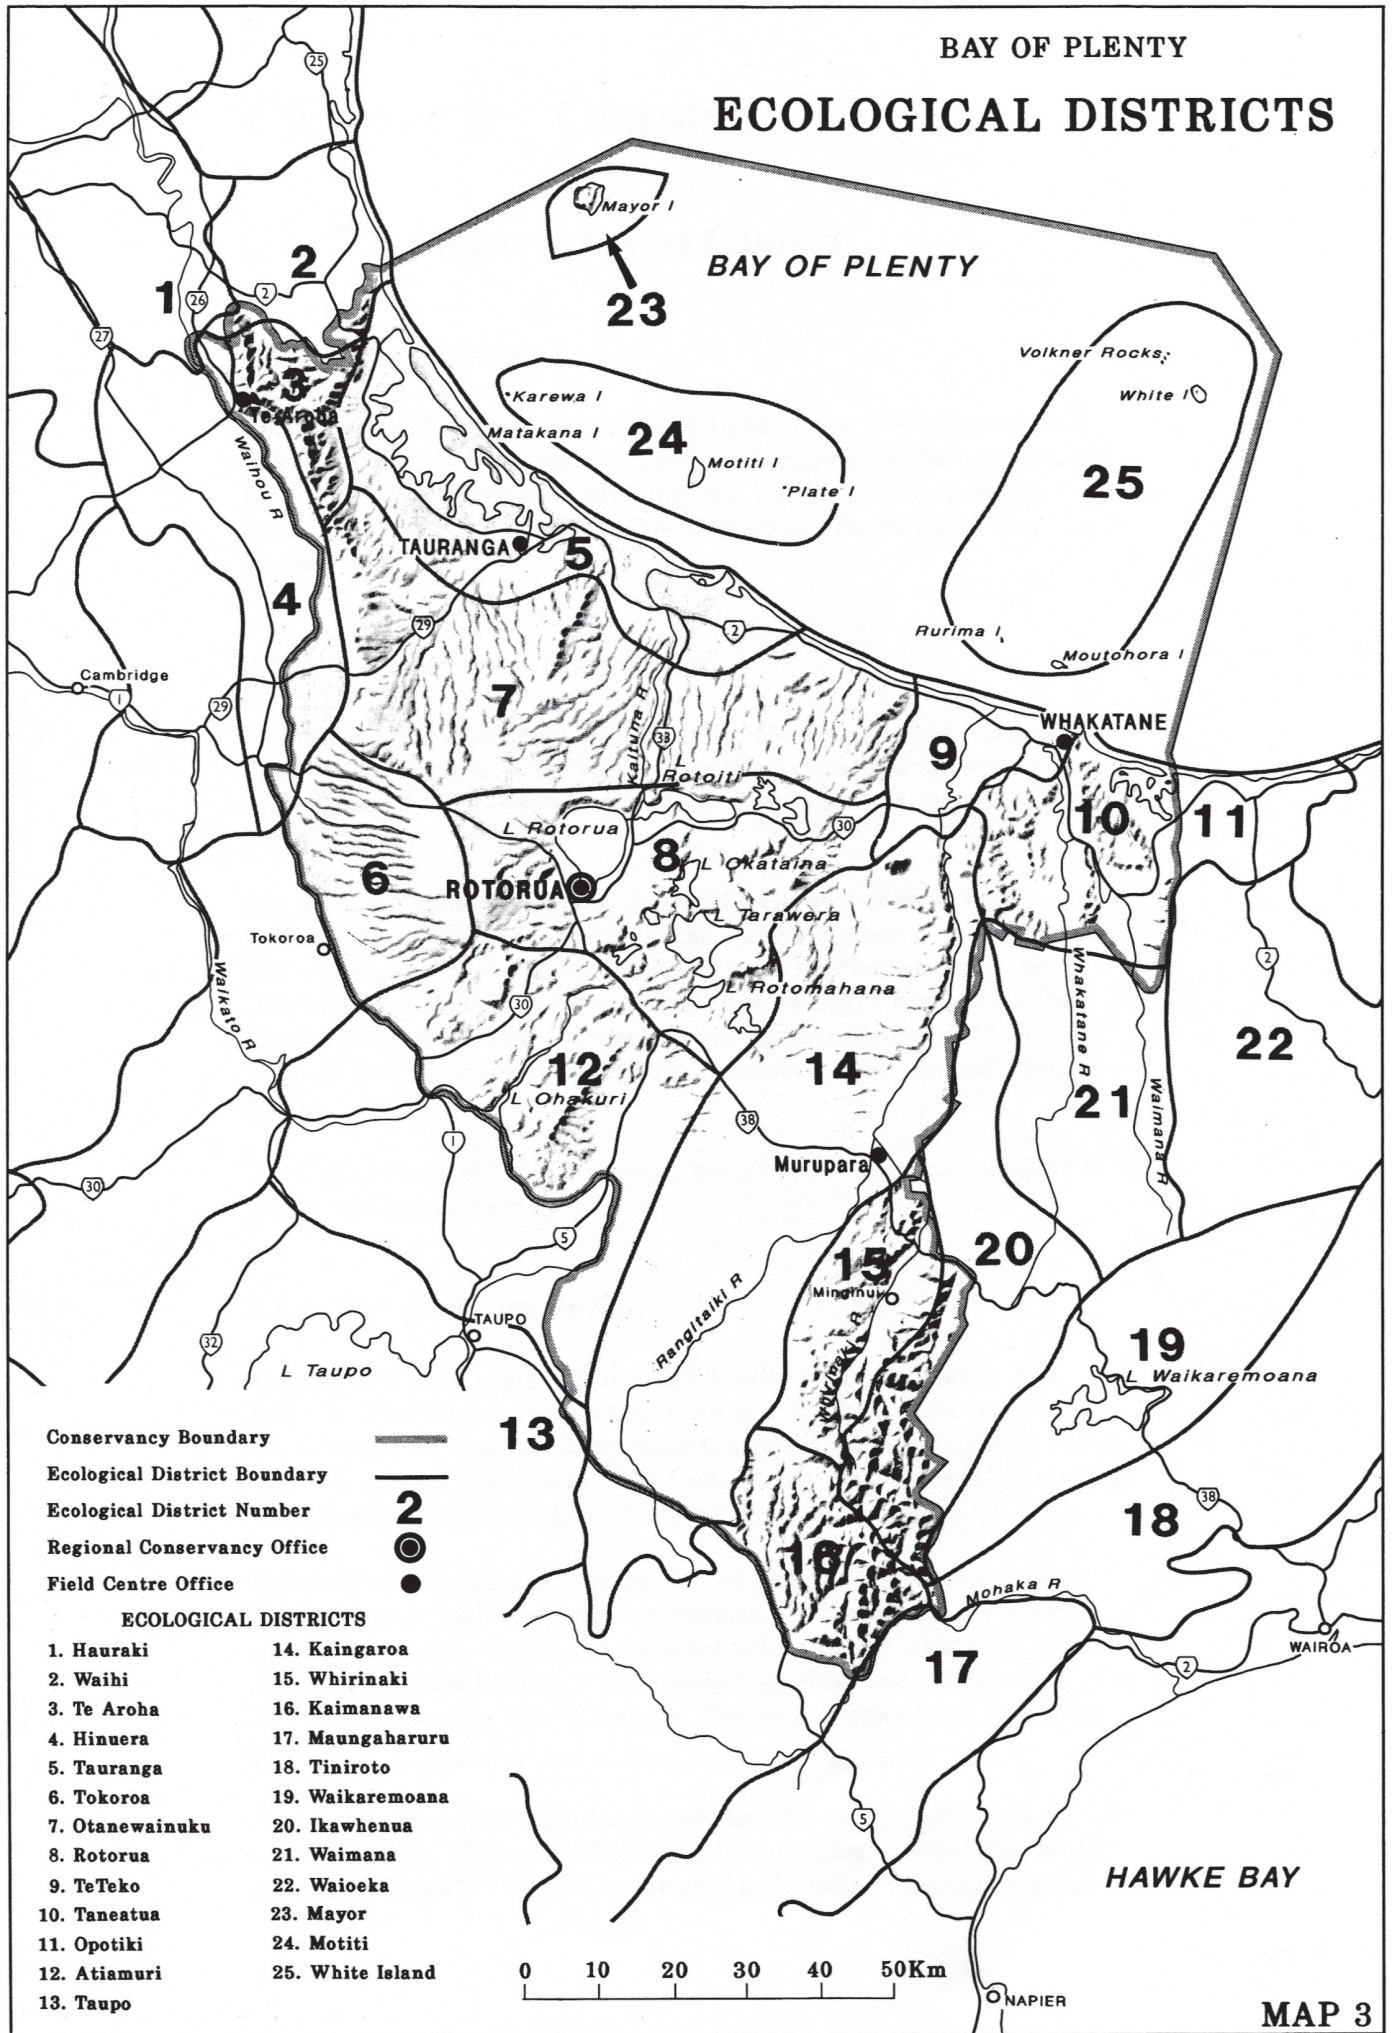 BAY OF PLENTY
ECOLOGICAL DISTRICTS
25
Mayor I
BAY OF PLENTY
23
2
1
26
2
27
3
Te Aroha
Volkner Rocks
White I
Karewa I
Matakana I
24
Motiti I
Plate I
25
Waihou R
TAURANGA
5
4
29
2
Rurima I
Moutohora I
Cambridge
1
29
7
Kaituna R
33
WHAKATANE
9
L
Rotoiti
10
11
L Rotorua
30
8
L Okataina
6
ROTORUA
L Tarawera
Tokoroa
2
Waikato R
L Rotomahana
30
Whakatane R
22
12
14
L Ohakuri
21
Waimana R
38
1
Murupara
30
5
20
15
Minginui
Rangitaiki R
TAUPO
32
L Taupo
19
L Waikaremoana
Conservancy Boundary
13
Ecological District Boundary
Ecological District Number 2
38
18
Regional Conservancy Office
16
Field Centre Office
Mohaka R
WAIROA
17
2
ECOLOGICAL DISTRICTS
1. Hauraki
2. Waihi
3. Te Aroha
4. Hinuera
5. Tauranga
6. Tokoroa
7. Otanewainuku
8. Rotorua
9. TeTeko
10. Taneatua
11. Opotiki
12. Atiamuri
13. Taupo
14. Kaingaroa
15. Whirinaki
16. Kaimanawa
17. Maungaharuru
18. Tiniroto
19. Waikaremoana
20. Ikawhenua
21. Waimana
22. Waioeka
23. Mayor
24. Motiti
25. White Island
5
HAWKE BAY
0 10 20 30 40 50Km
NAPIER
MAP 3